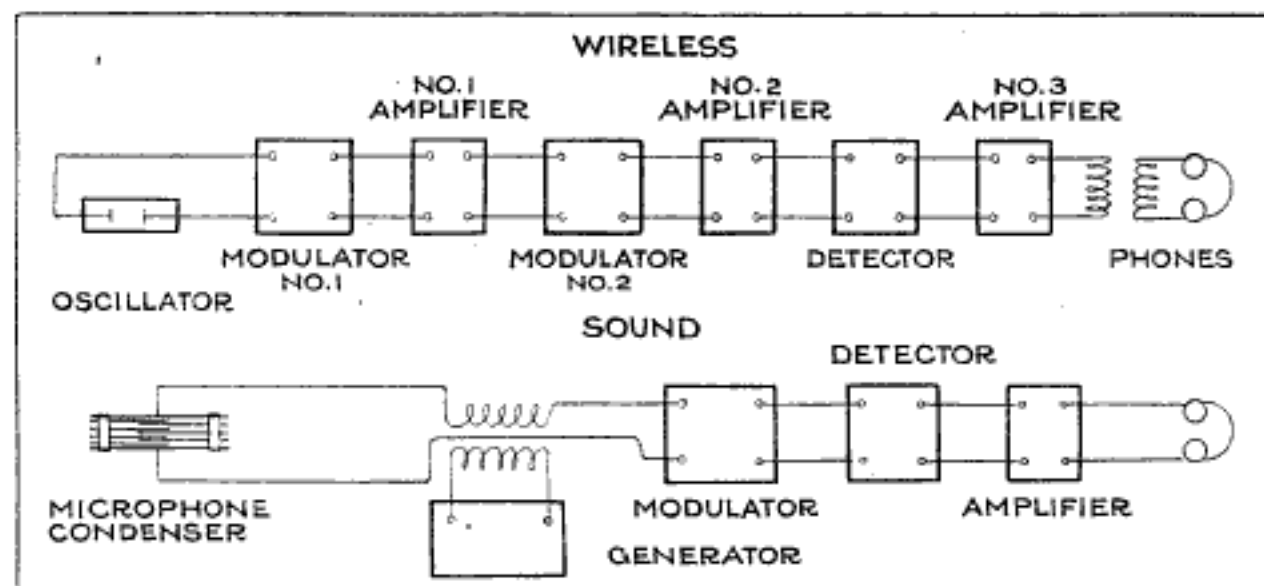 WIRELESS
NO.1
AMPLIFIER
NO.2
AMPLIFIER
NO.3
AMPLIFIER
MODULATOR
NO.1
MODULATOR
NO.2
DETECTOR
PHONES
OSCILLATOR
SOUND
DETECTOR
MICROPHONE
CONDENSER
GENERATOR
MODULATOR
AMPLIFIER